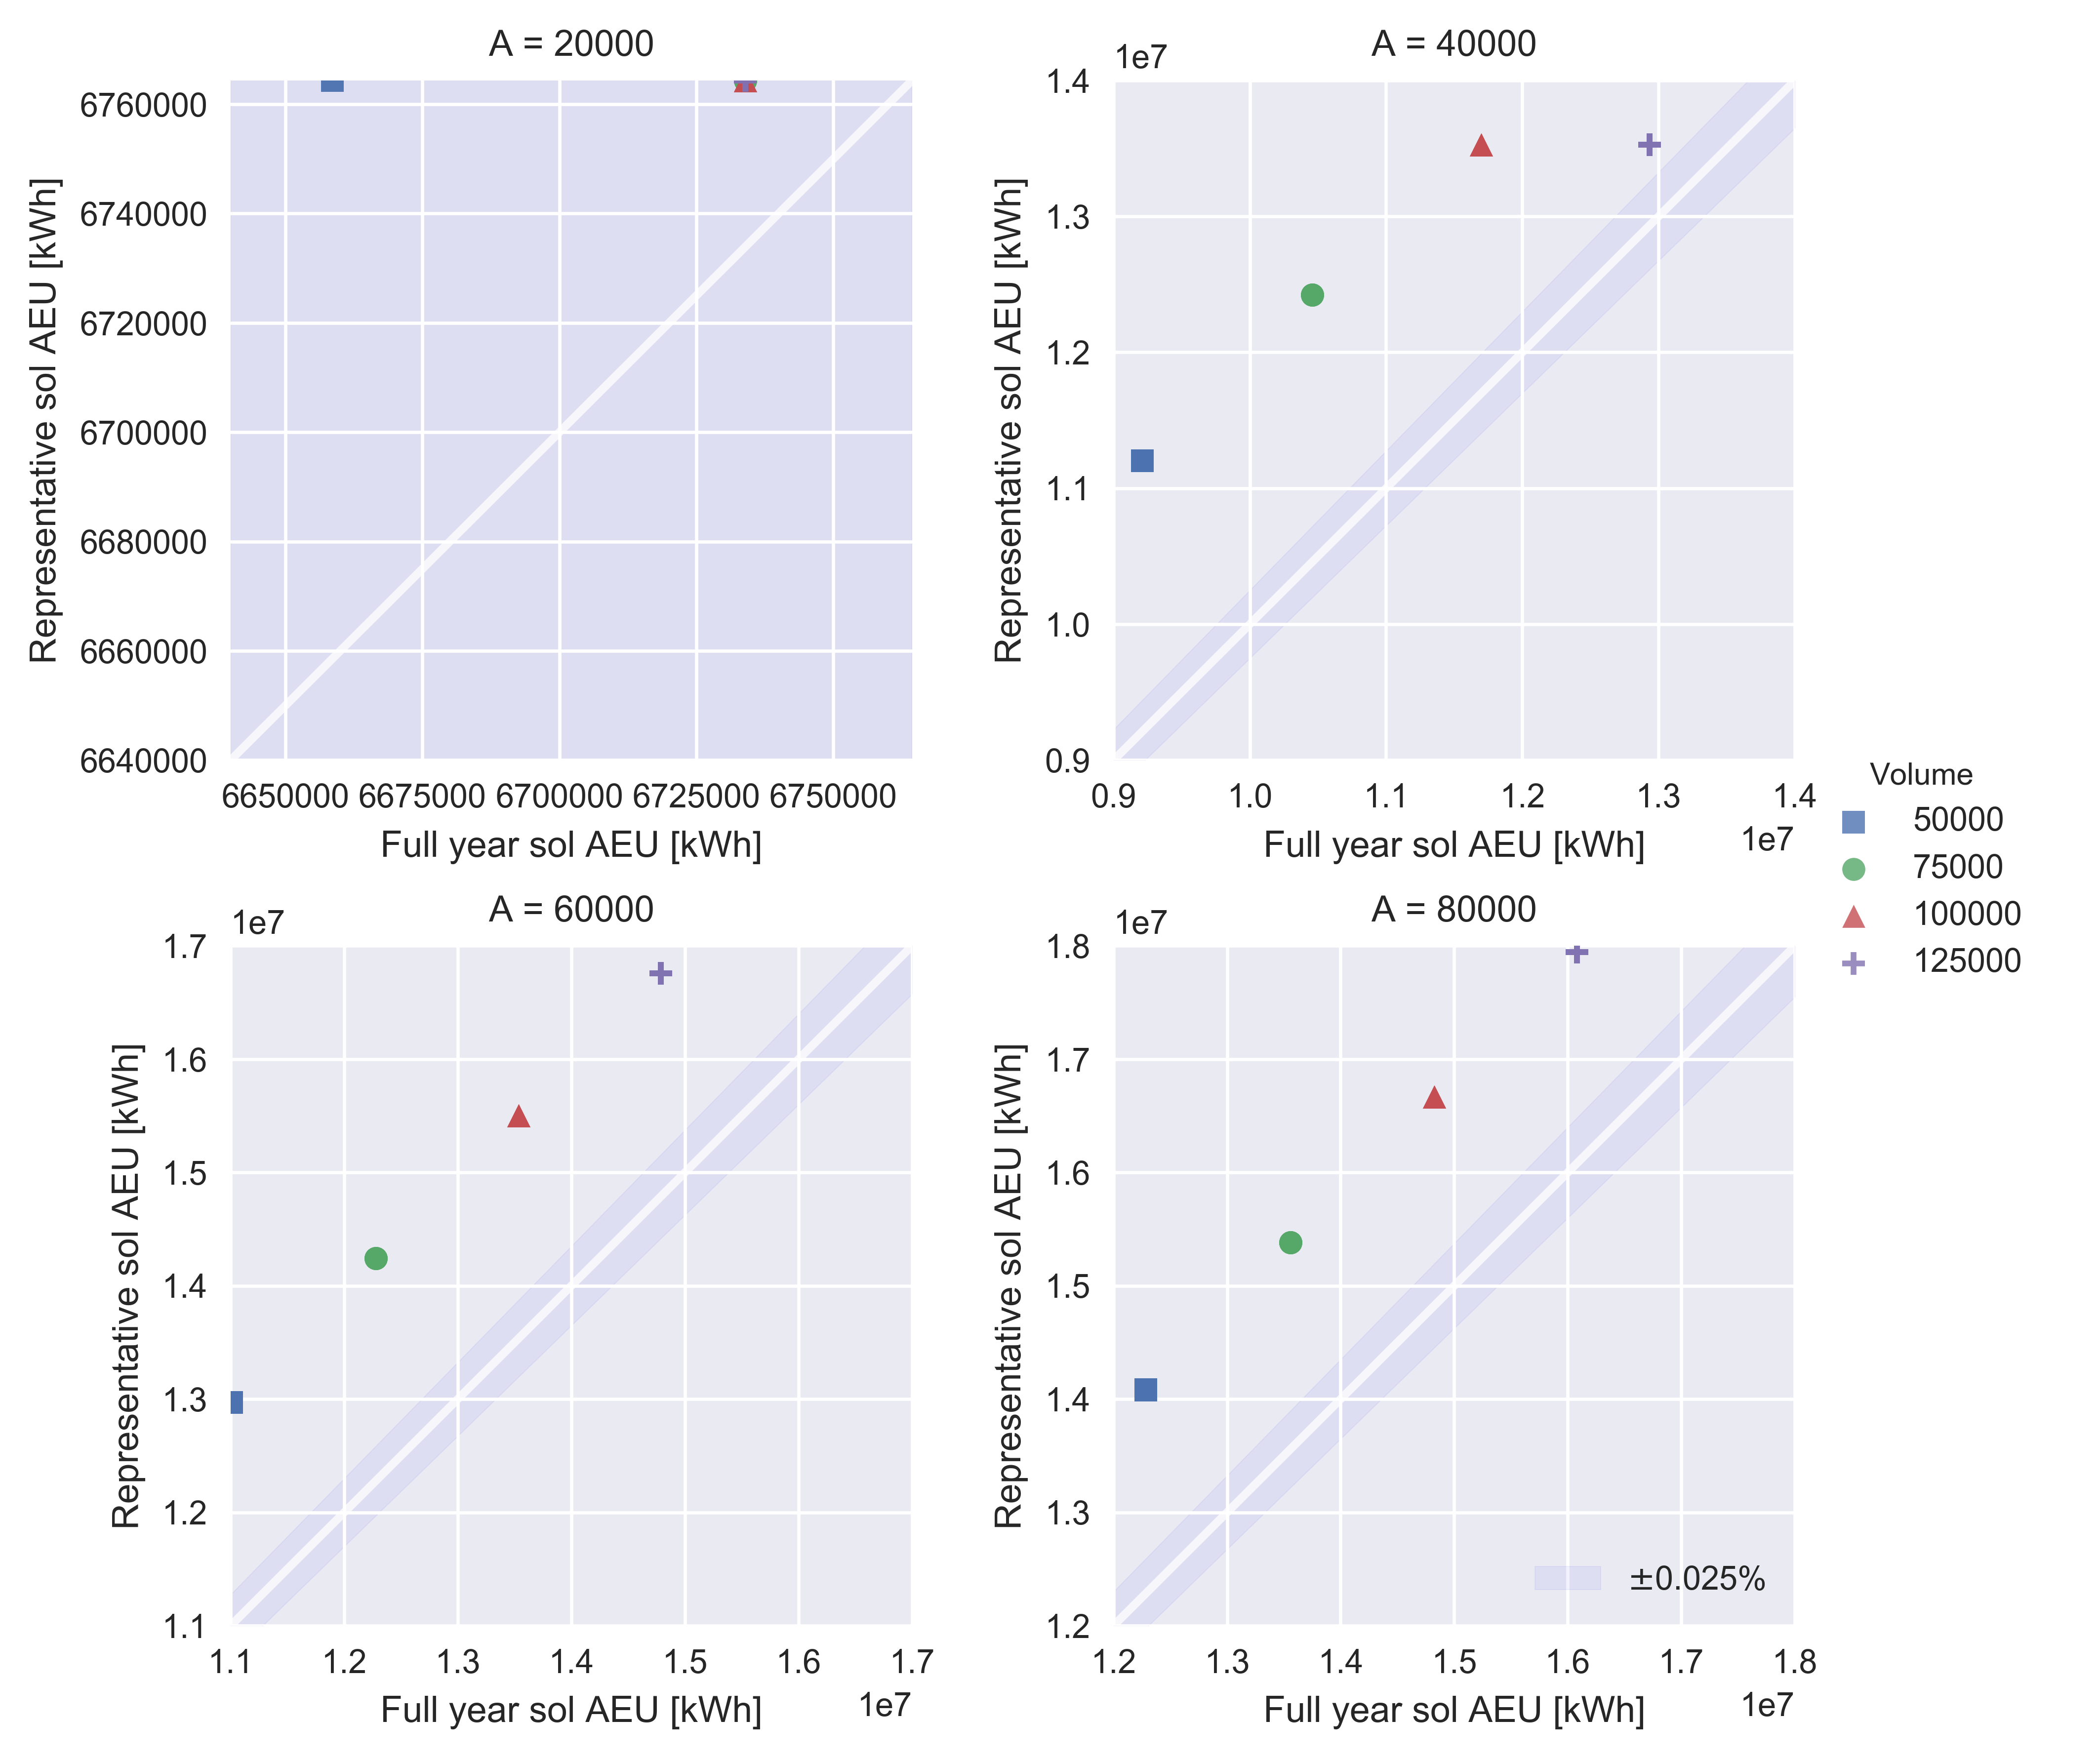 A = 20000
6760000
6740000
6720000
6700000
6680000
6660000
6640000
Representative sol AEU [kWh]
6650000 6675000 6700000 6725000 6750000
Full year sol AEU [kWh]
A = 40000
1e7
1.4
1.3
1.2
1.1
1.0
0.9
Representative sol AEU [kWh]
0.9 1.0 1.1 1.2 1.3 1.4
1e7
Full year sol AEU [kWh]
Volume
50000
75000
100000
125000
A = 60000
1e7
1.7
1.6
1.5
1.4
1.3
1.2
1.1
Representative sol AEU [kWh]
1.1 1.2 1.3 1.4 1.5 1.6 1.7
1e7
Full year sol AEU [kWh]
A = 80000
1e7
1.8
1.7
1.6
1.5
1.4
1.3
1.2
Representative sol AEU [kWh]
±0.025%
1.2 1.3 1.4 1.5 1.6 1.7 1.8
1e7
Full year sol AEU [kWh]